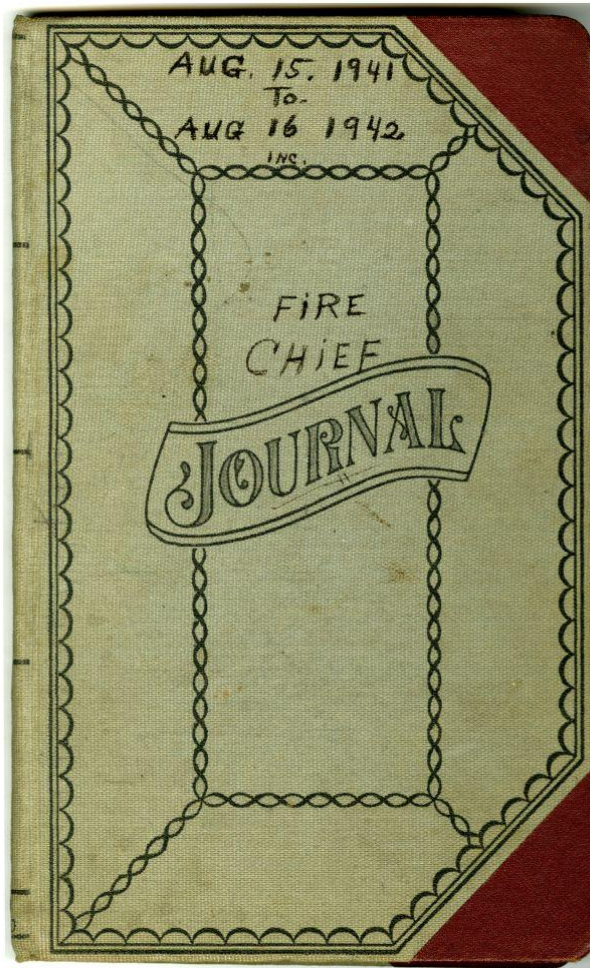 AUG. 15. 1941
To-
AUG 16 1942
INC.
FiRE
CHiEF
JOURNAL